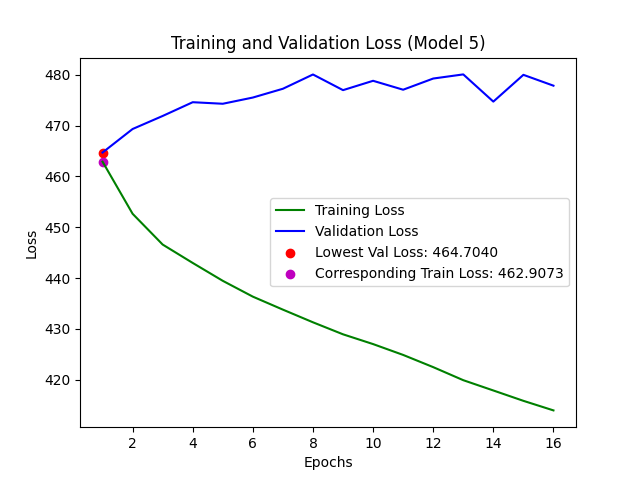 Training and Validation Loss (Model 5)
480
470
460
450
440
430
420
Loss
Training Loss
Validation Loss
Lowest Val Loss: 464.7040
Corresponding Train Loss: 462.9073
2 4 6 8 10 12 14 16
Epochs